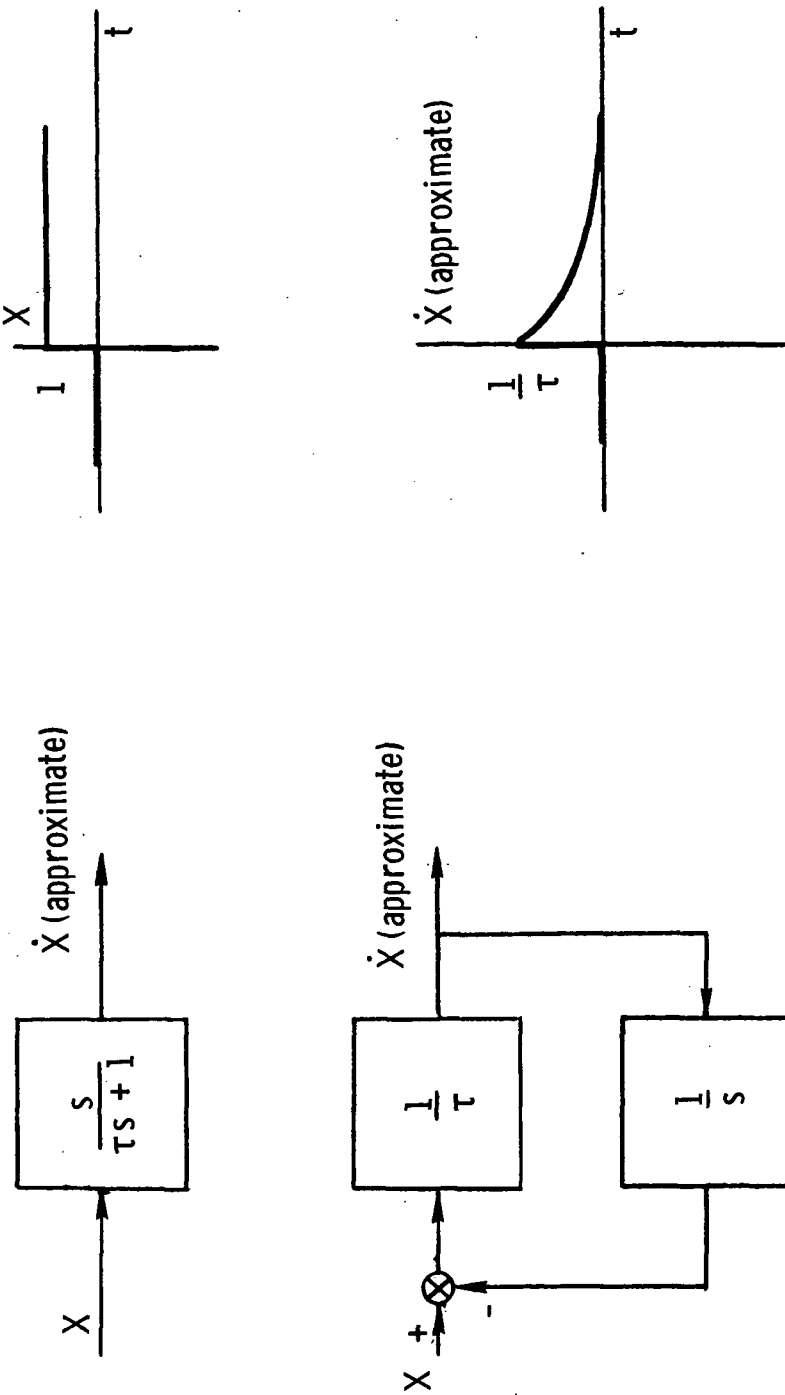 X
s
τs + 1
Ẋ (approximate)
X
1
t
X
+
-
1
τ
Ẋ (approximate)
1
s
Ẋ (approximate)
1
τ
t